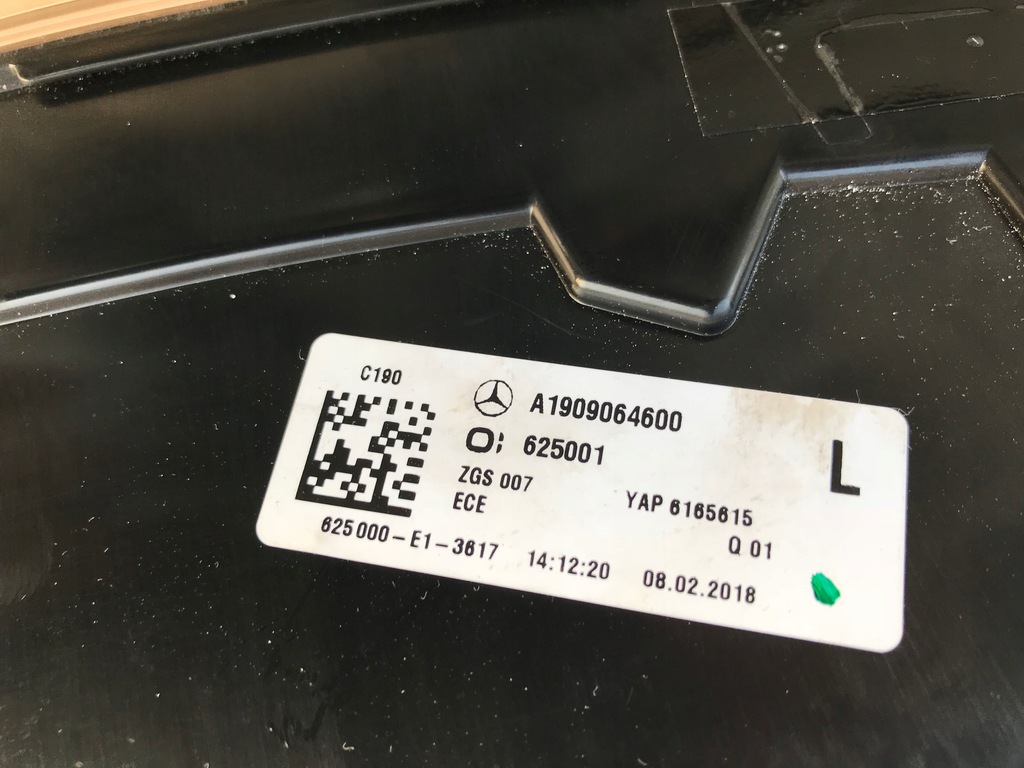 C190
A1909064600
O; 625001
L
ZGS 007
ECE
YAP 6165615
Q 01
625000-E1-3617 14:12:20 08.02.2018